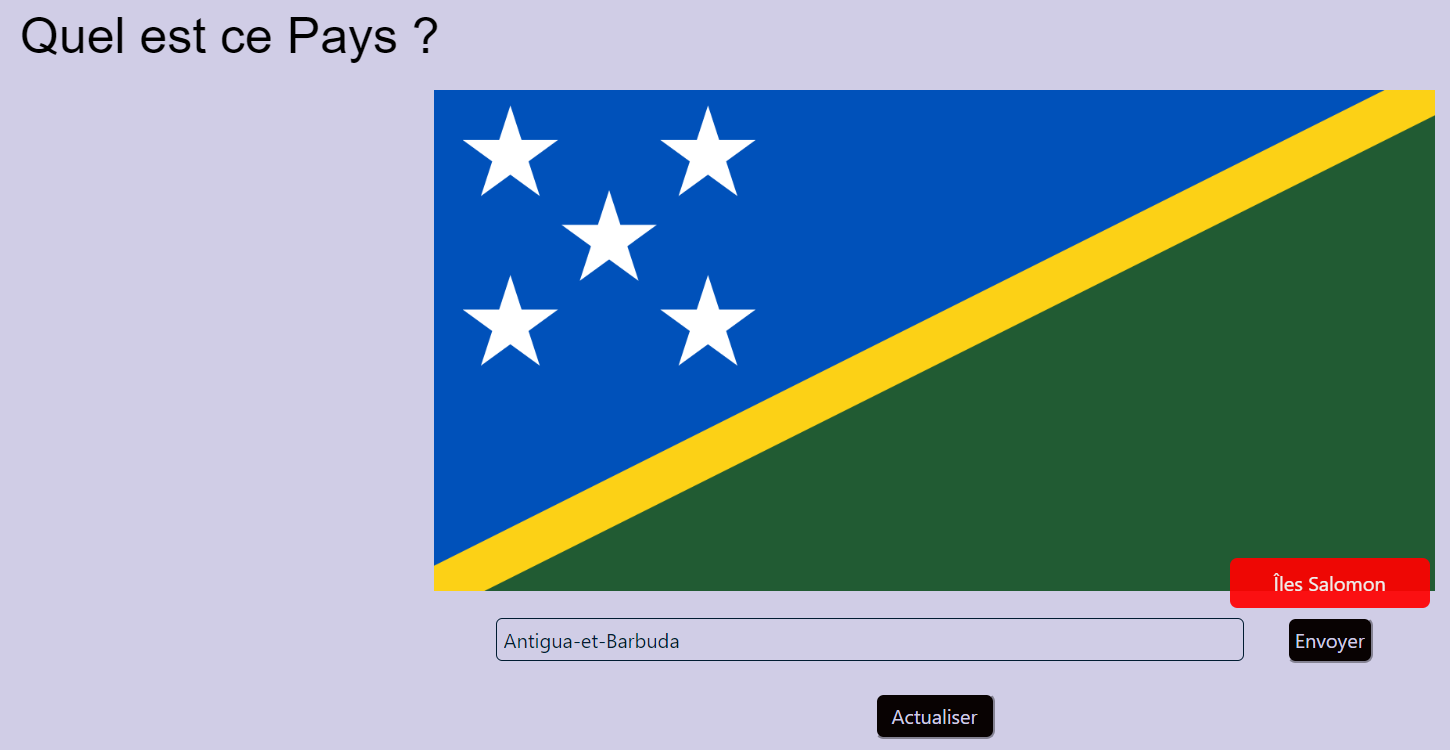 Quel est ce Pays ?
Îles Salomon
Antigua-et-Barbuda
Envoyer
Actualiser